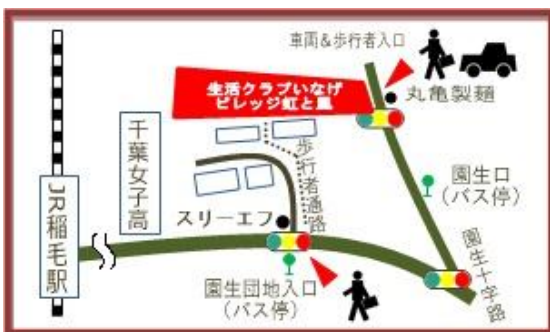 車両&歩行者入口
生活クラブいなげ
ビレッジ虹と風
丸亀製麺
千葉女子高
歩行者通路
園生口
(バス停)
スリーエフ
JR稲毛駅
園生団地入口
(バス停)
園生十字路